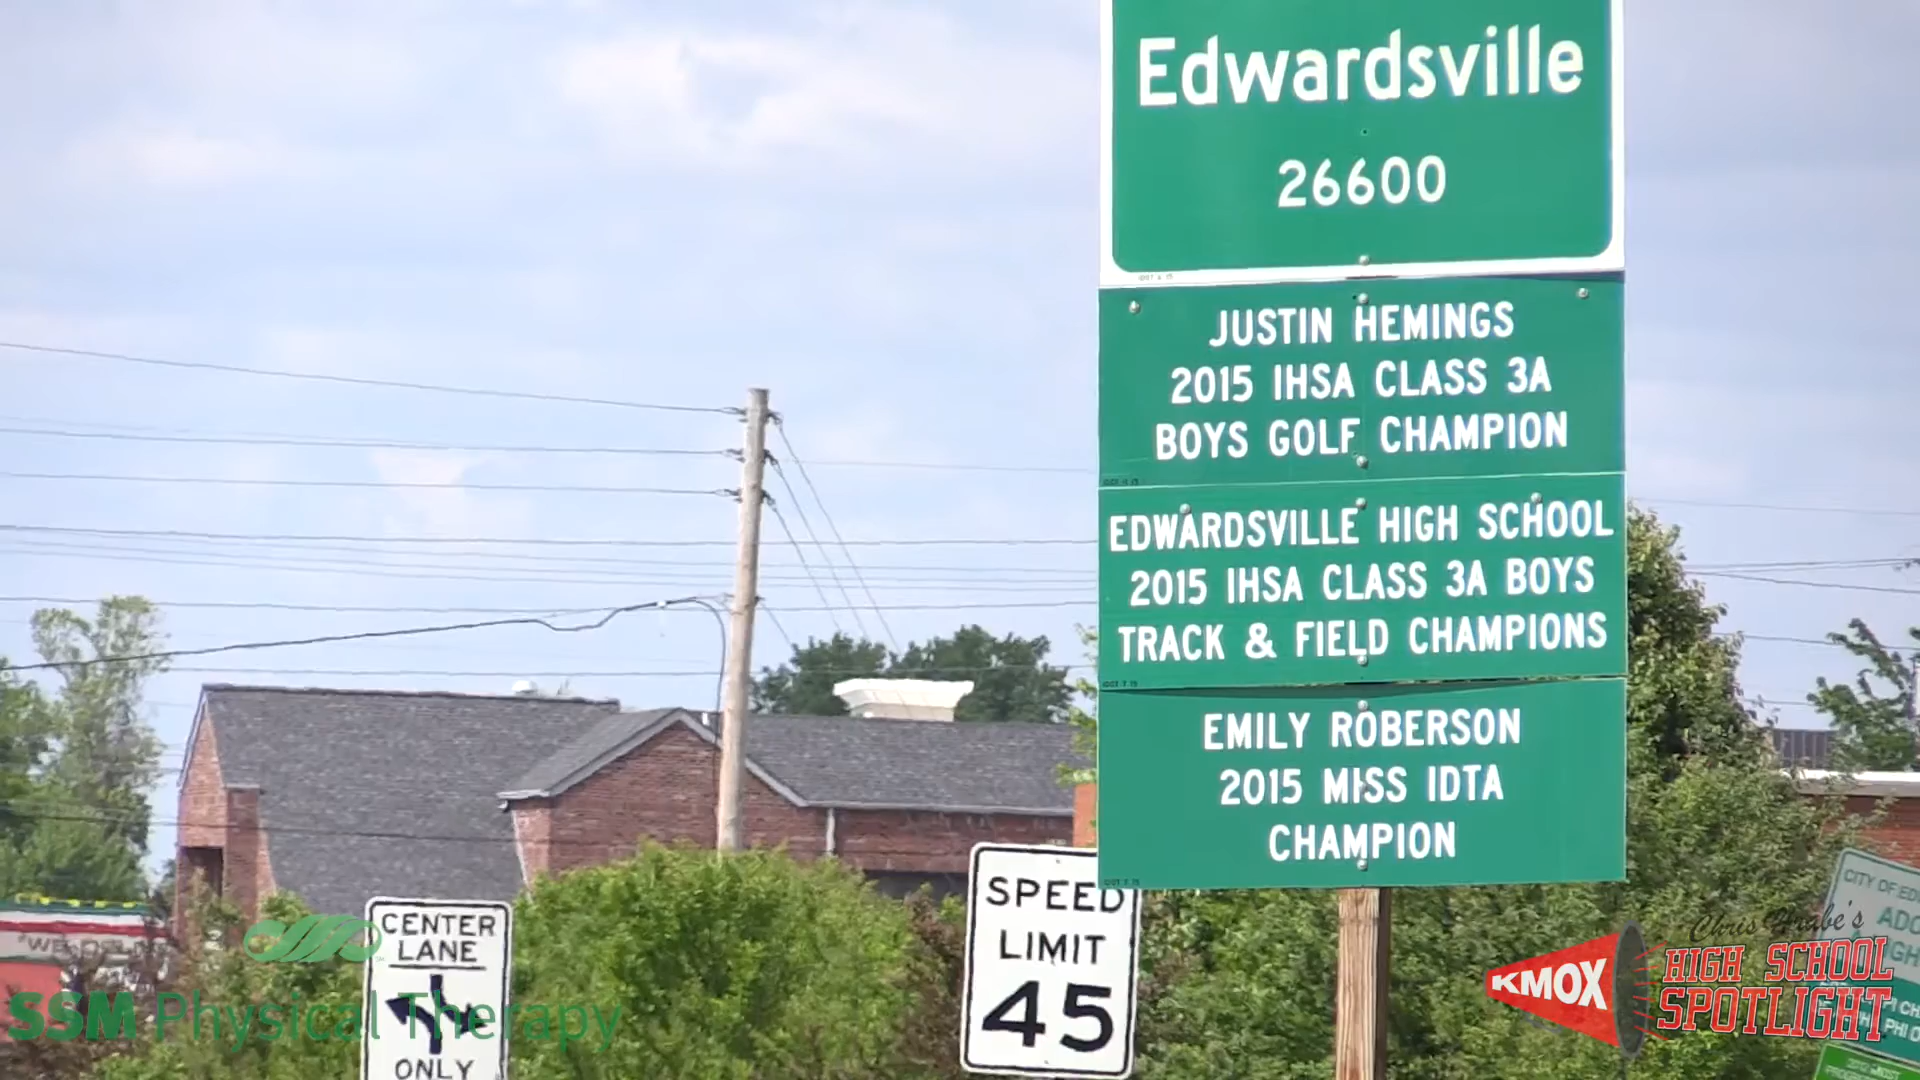 Edwardsville
26600
JUSTIN HEMINGS
2015 IHSA CLASS 3A
BOYS GOLF CHAMPION
EDWARDSVILLE HIGH SCHOOL
2015 IHSA CLASS 3A BOYS
TRACK & FIELD CHAMPIONS
EMILY ROBERSON
2015 MISS IDTA
CHAMPION
SPEED
LIMIT
45
CENTER
LANE
ONLY
SSM Physical Therapy
KMOX
HIGH SCHOOL
SPOTLIGHT
CITY OF